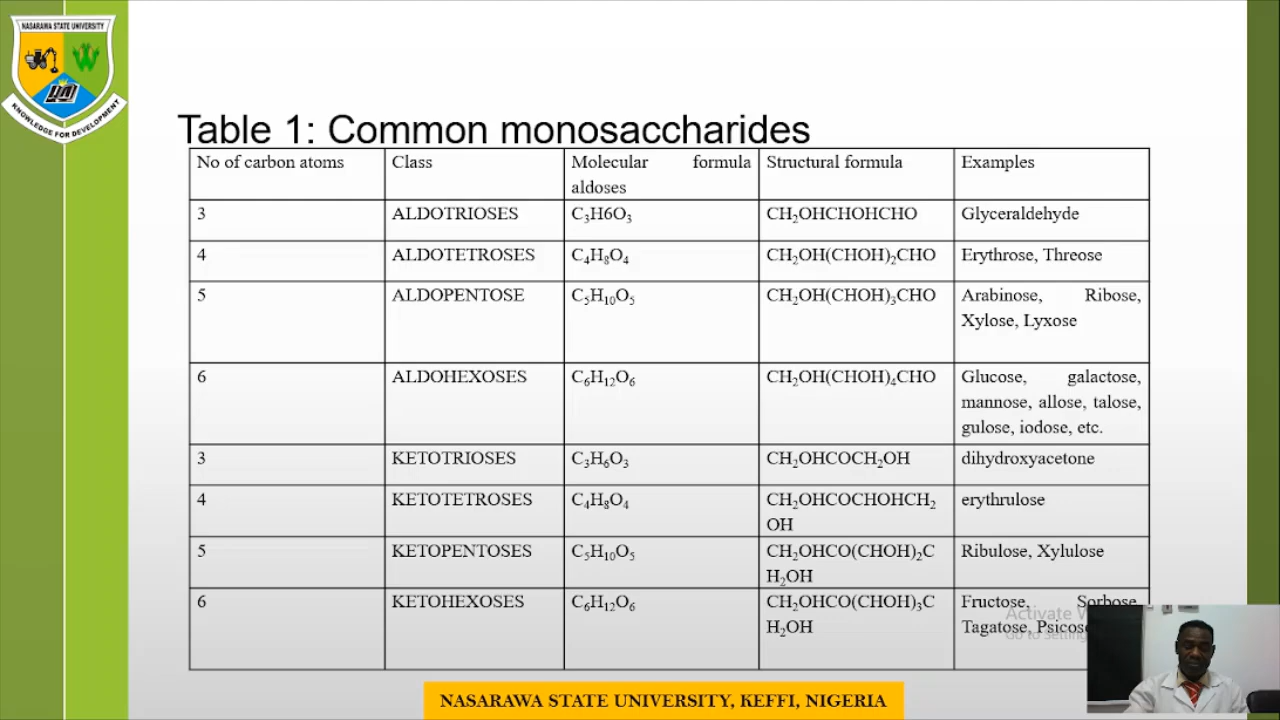 NASARAWA STATE UNIVERSITY
KNOWLEDGE FOR DEVELOPMENT
Table 1: Common monosaccharides
No of carbon atoms Class Molecular formula aldoses Structural formula Examples
3 ALDOTRIOSES C₃H6O₃ CH₂OHCHOHCHO Glyceraldehyde
4 ALDOTETROSES C₄H₈O₄ CH₂OH(CHOH)₂CHO Erythrose, Threose
5 ALDOPENTOSE C₅H₁₀O₅ CH₂OH(CHOH)₃CHO Arabinose, Ribose, Xylose, Lyxose
6 ALDOHEXOSES C₆H₁₂O₆ CH₂OH(CHOH)₄CHO Glucose, galactose, mannose, allose, talose, gulose, iodose, etc.
3 KETOTRIOSES C₃H₆O₃ CH₂OHCOCH₂OH dihydroxyacetone
4 KETOTETROSES C₄H₈O₄ CH₂OHCOCHOHCH₂OH erythrulose
5 KETOPENTOSES C₅H₁₀O₅ CH₂OHCO(CHOH)₂CH₂OH Ribulose, Xylulose
6 KETOHEXOSES C₆H₁₂O₆ CH₂OHCO(CHOH)₃CH₂OH Fructose, Sorbose, Tagatose,
Activate
Go to
NASARAWA STATE UNIVERSITY, KEFFI, NIGERIA